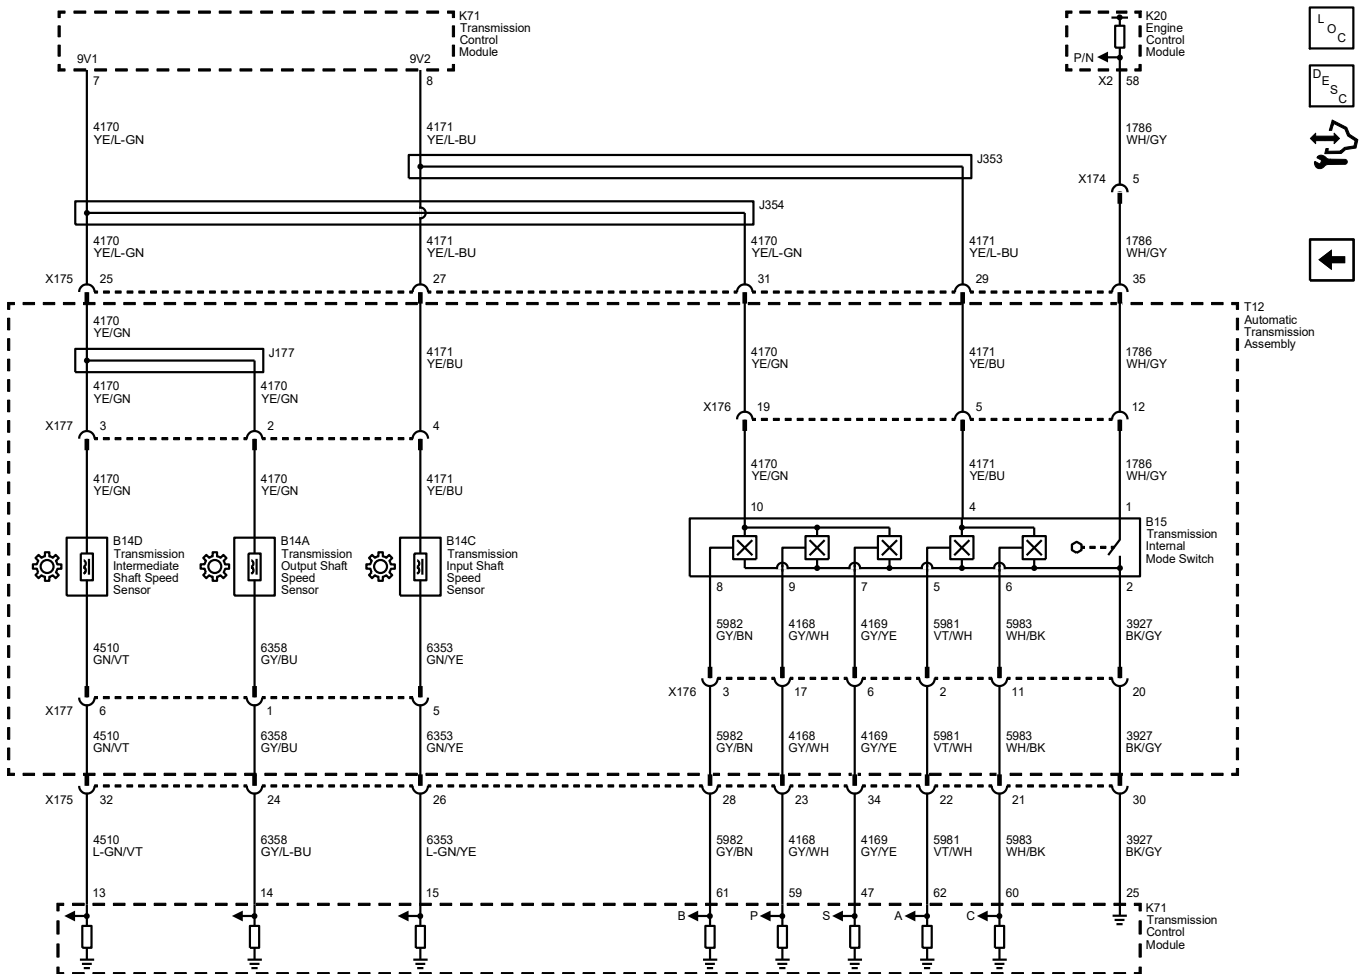 K71
Transmission
Control
Module
K20
Engine
Control
Module
L
O
C
9V1
9V2
P/N
7
8
X2
58
D
E
S
C
4170
YE/L-GN
4171
YE/L-BU
1786
WH/GY
J353
X174
5
J354
4170
YE/L-GN
4171
YE/L-BU
4170
YE/L-GN
4171
YE/L-BU
1786
WH/GY
X175
25
27
31
29
35
T12
Automatic
Transmission
Assembly
4170
YE/GN
J177
4171
YE/BU
4170
YE/GN
4171
YE/BU
1786
WH/GY
4170
YE/GN
4170
YE/GN
X176
19
5
12
X177
3
2
4
4170
YE/GN
4170
YE/GN
4171
YE/BU
4170
YE/GN
4171
YE/BU
1786
WH/GY
10
4
1
B15
Transmission
Internal
Mode Switch
B14D
Transmission
Intermediate
Shaft Speed
Sensor
B14A
Transmission
Output Shaft
Speed
Sensor
B14C
Transmission
Input Shaft
Speed
Sensor
8
9
7
5
6
2
4510
GN/VT
6358
GY/BU
6353
GN/YE
5982
GY/BN
4168
GY/WH
4169
GY/YE
5981
VT/WH
5983
WH/BK
3927
BK/GY
X176
3
17
6
2
11
20
X177
6
1
5
4510
GN/VT
6358
GY/BU
6353
GN/YE
5982
GY/BN
4168
GY/WH
4169
GY/YE
5981
VT/WH
5983
WH/BK
3927
BK/GY
X175
32
24
26
28
23
34
22
21
30
4510
L-GN/VT
6358
GY/L-BU
6353
L-GN/YE
5982
GY/BN
4168
GY/WH
4169
GY/YE
5981
VT/WH
5983
WH/BK
3927
BK/GY
13
14
15
61
59
47
62
60
25
B
P
S
A
C
K71
Transmission
Control
Module